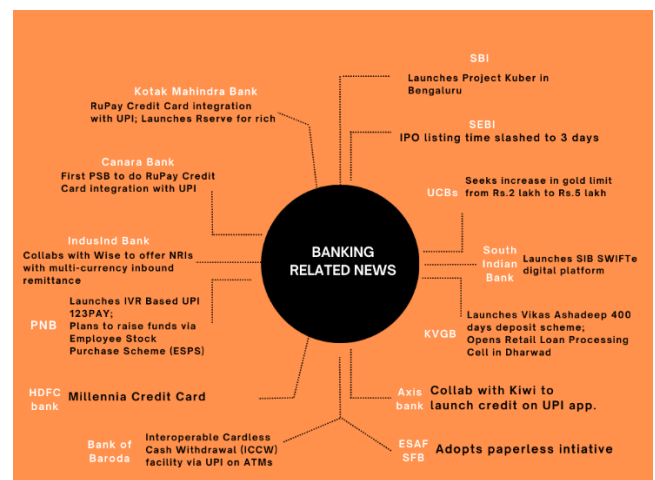 SBI
Launches Project Kuber in
Bengaluru
Kotak Mahindra Bank
RuPay Credit Card integration
with UPI; Launches Rserve for rich
SEBI
IPO listing time slashed to 3 days
Canara Bank
First PSB to do RuPay Credit
Card integration with UPI
UCBs
Seeks increase in gold limit
from Rs.2 lakh to Rs.5 lakh
BANKING
RELATED NEWS
IndusInd Bank
Collabs with Wise to offer NRIs
with multi-currency inbound
remittance
South
Indian
Bank
Launches SIB SWIFTe
digital platform
PNB
Launches IVR Based UPI
123PAY;
Plans to raise funds via
Employee Stock
Purchase Scheme (ESPS)
KVGB
Launches Vikas Ashadeep 400
days deposit scheme;
Opens Retail Loan Processing
Cell in Dharwad
HDFC
bank
Millennia Credit Card
Axis
bank
Collab with Kiwi to
launch credit on UPI app.
Bank of
Baroda
Interoperable Cardless
Cash Withdrawal (ICCW)
facility via UPI on ATMs
ESAF
SFB
Adopts paperless intiative